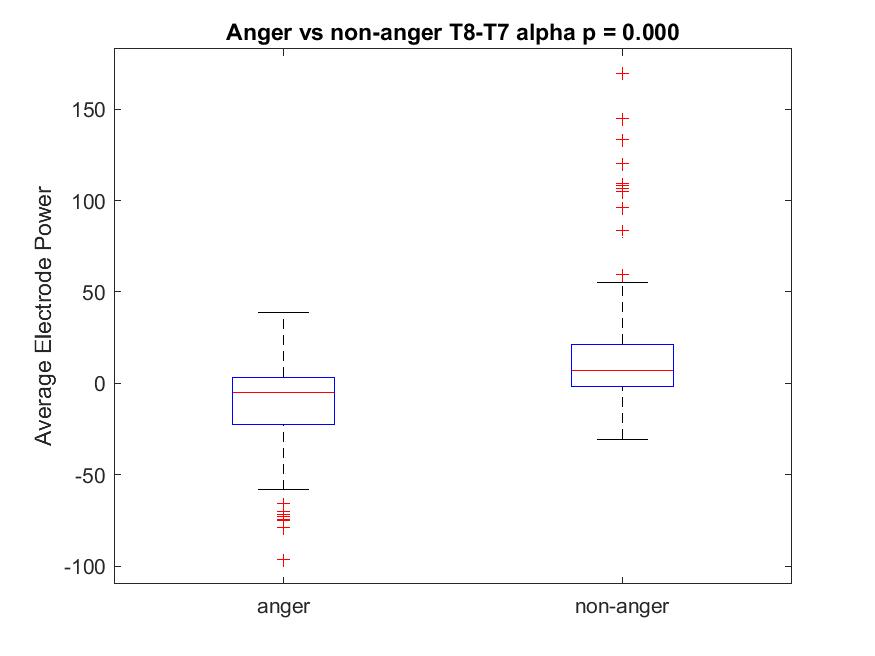 Anger vs non-anger T8-T7 alpha p = 0.000
Average Electrode Power
150
100
50
0
-50
-100
anger
non-anger